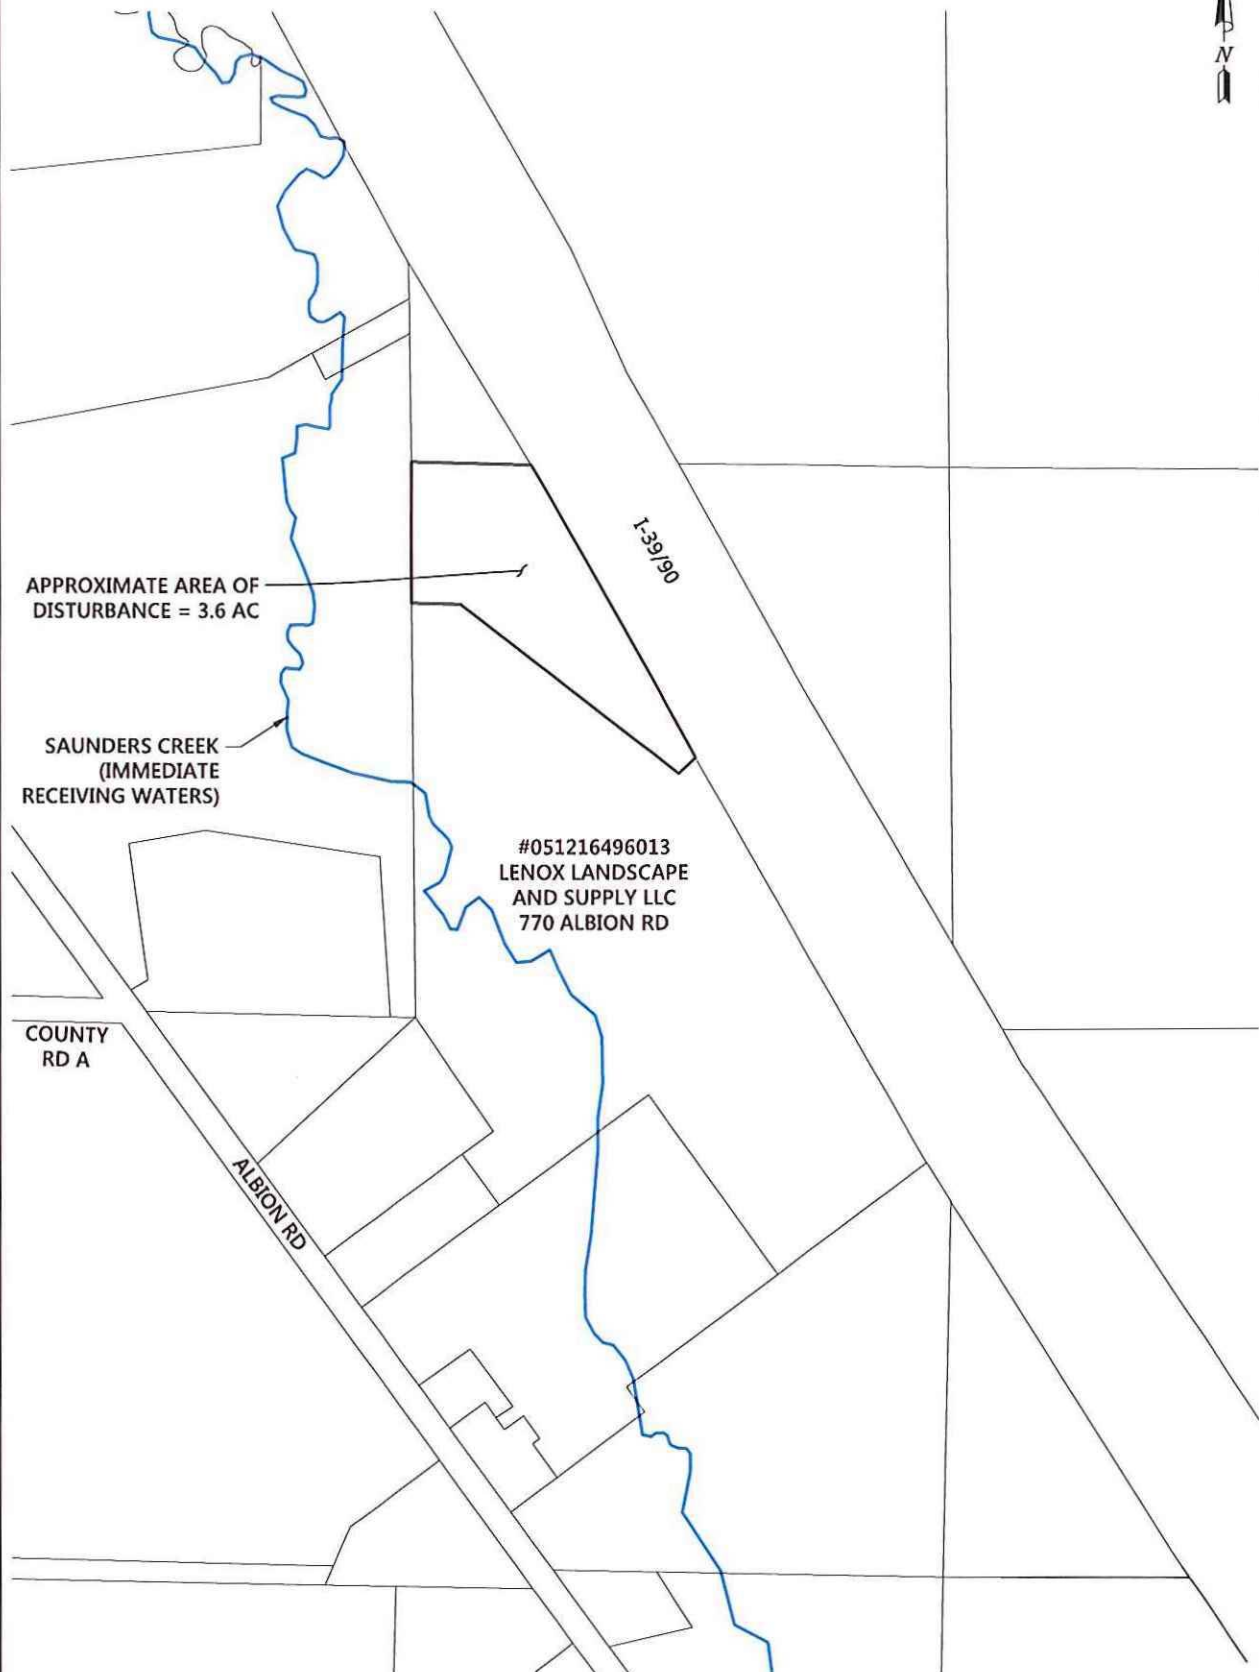 N
I-39/90
APPROXIMATE AREA OF
DISTURBANCE = 3.6 AC
SAUNDERS CREEK
(IMMEDIATE
RECEIVING WATERS)
#051216496013
LENOX LANDSCAPE
AND SUPPLY LLC
770 ALBION RD
COUNTY
RD A
ALBION RD